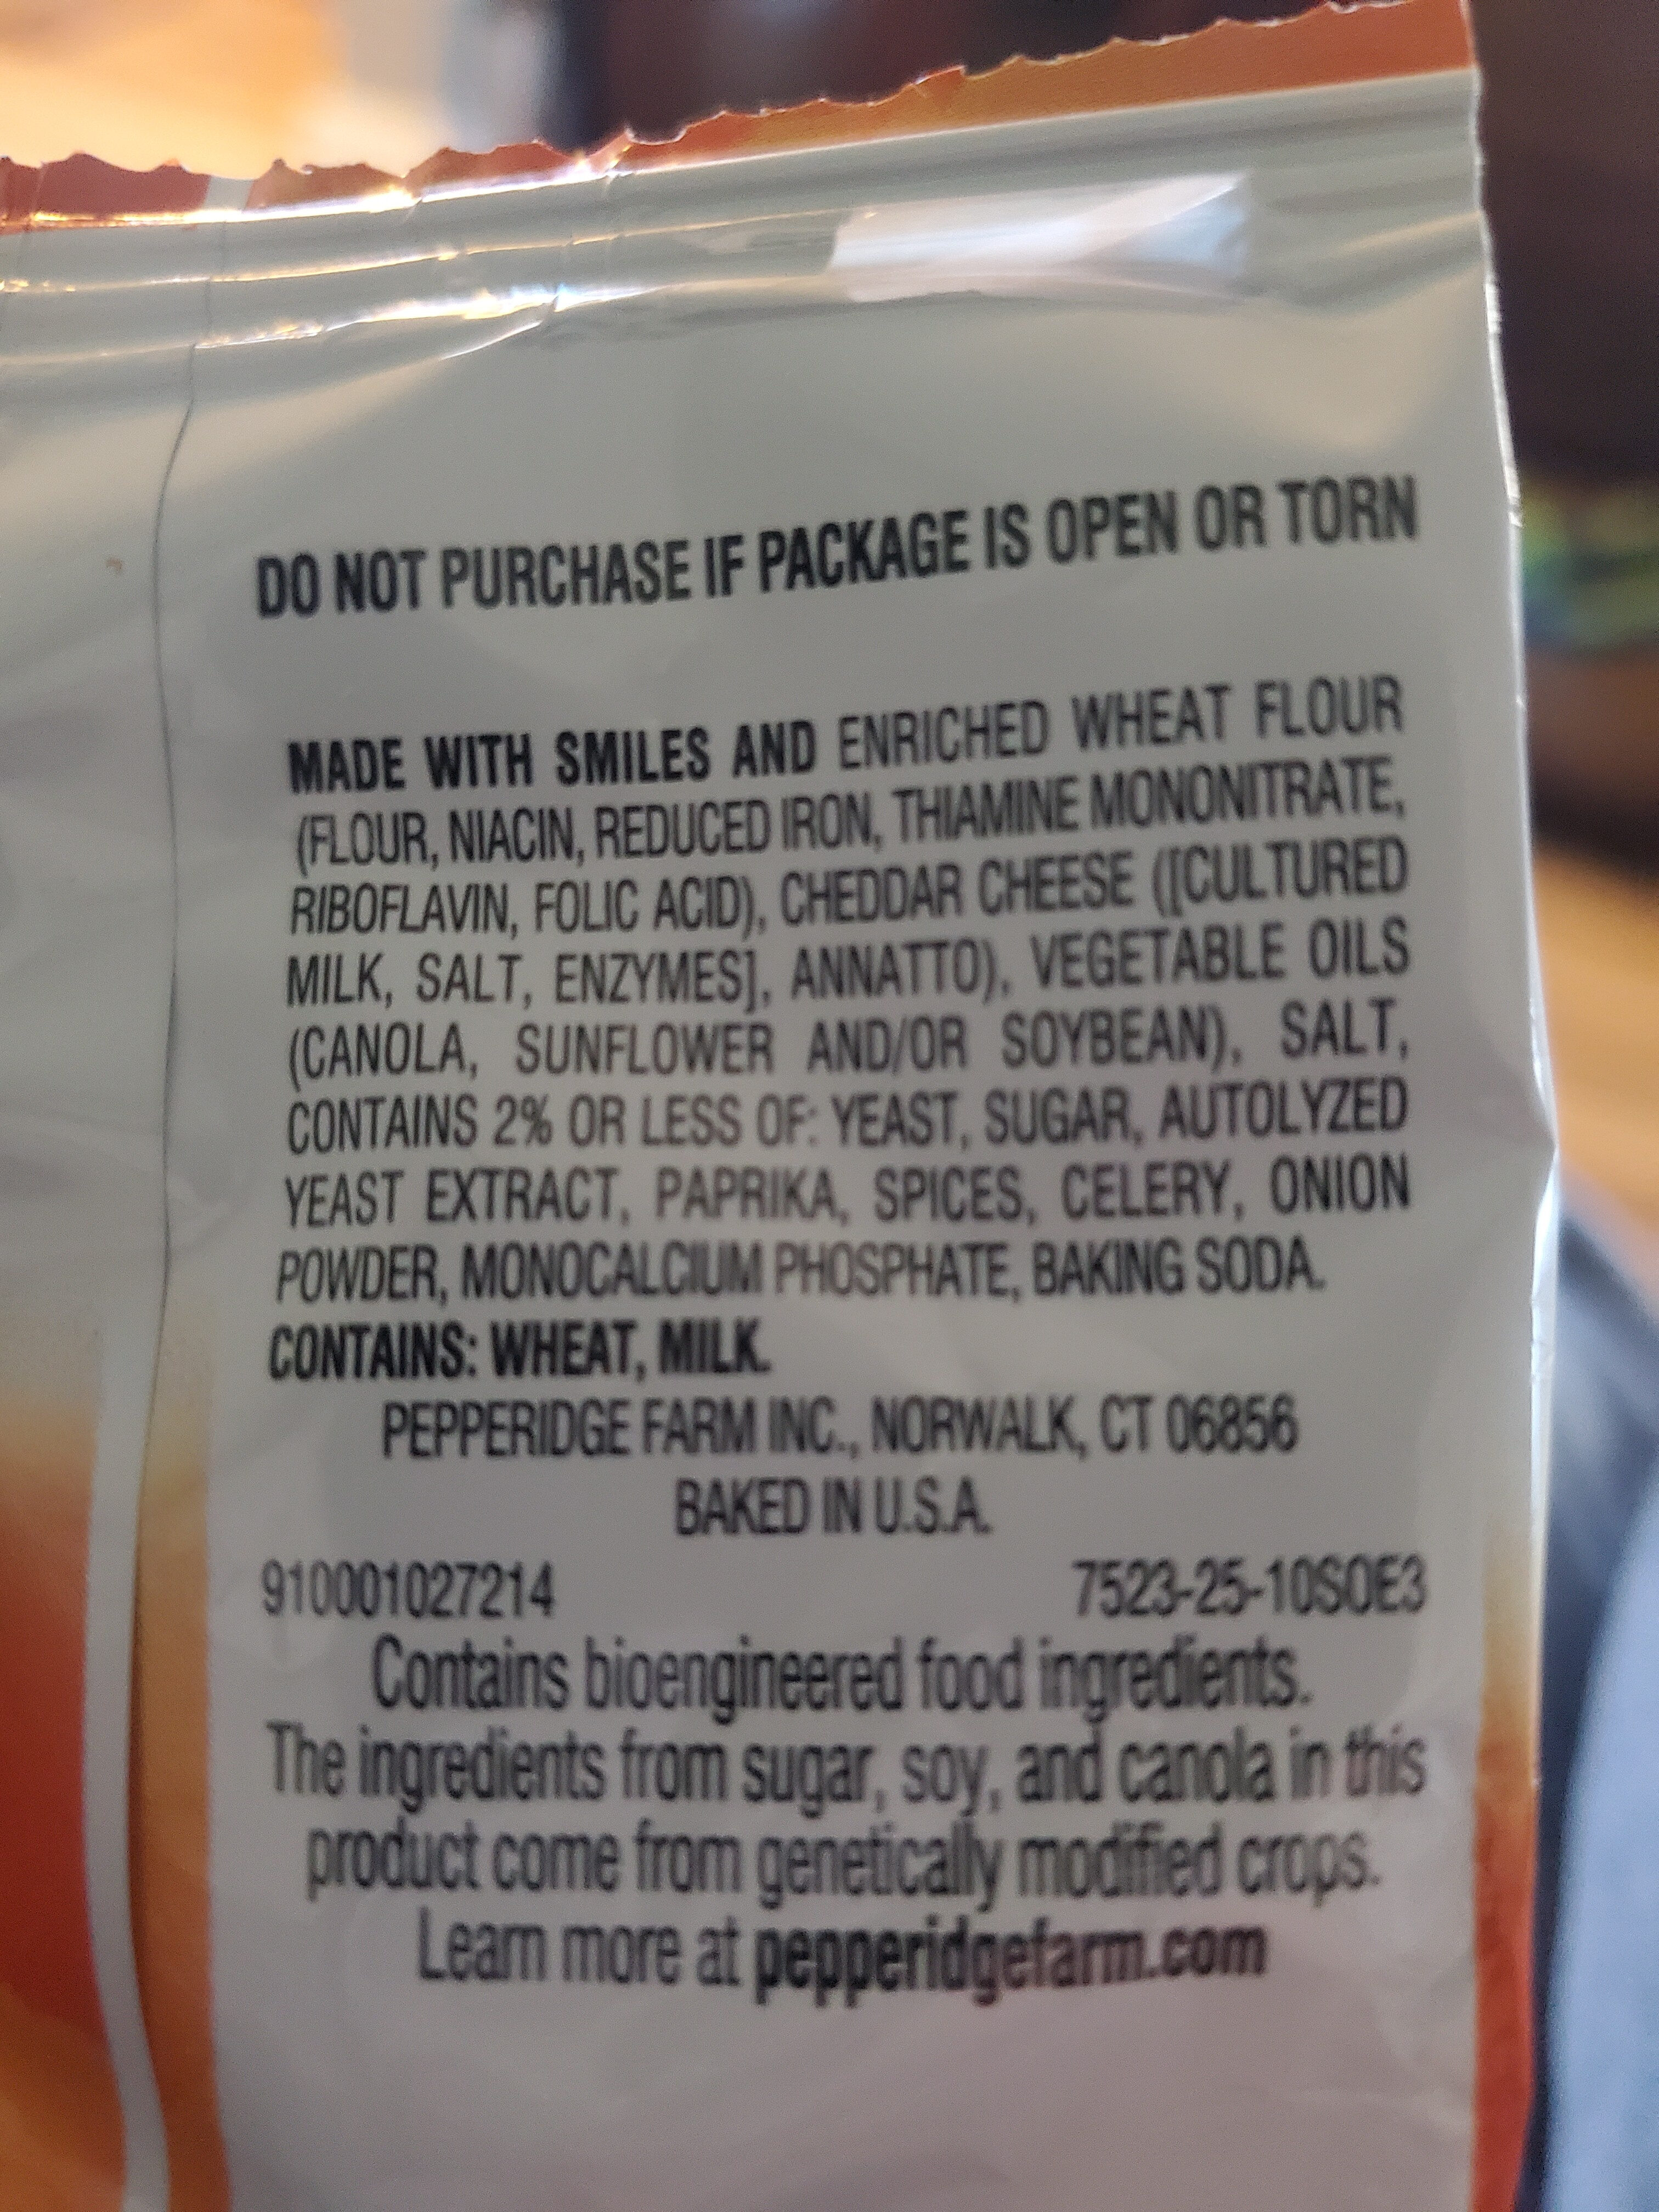 DO NOT PURCHASE IF PACKAGE IS OPEN OR TORN
MADE WITH SMILES AND ENRICHED WHEAT FLOUR
(FLOUR, NIACIN, REDUCED IRON, THIAMINE MONONITRATE,
RIBOFLAVIN, FOLIC ACID), CHEDDAR CHEESE ([CULTURED
MILK, SALT, ENZYMES], ANNATTO), VEGETABLE OILS
(CANOLA, SUNFLOWER AND/OR SOYBEAN), SALT,
CONTAINS 2% OR LESS OF: YEAST, SUGAR, AUTOLYZED
YEAST EXTRACT, PAPRIKA, SPICES, CELERY, ONION
POWDER, MONOCALCIUM PHOSPHATE, BAKING SODA.
CONTAINS: WHEAT, MILK.
PEPPERIDGE FARM INC., NORWALK, CT 06856
BAKED IN U.S.A.
910001027214 7523-25-10SOE3
Contains bioengineered food ingredients.
The ingredients from sugar, soy, and canola in this
product come from genetically modified crops.
Learn more at pepperidgefarm.com